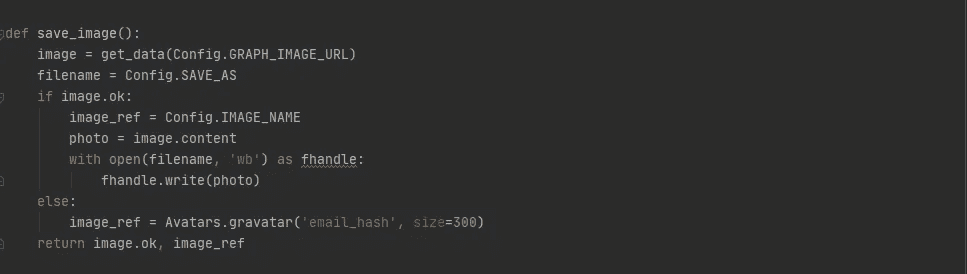 def save_image():
    image = get_data(Config.GRAPH_IMAGE_URL)
    filename = Config.SAVE_AS
    if image.ok:
        image_ref = Config.IMAGE_NAME
        photo = image.content
        with open(filename, 'wb') as fhandle:
            fhandle.write(photo)
    else:
        image_ref = Avatars.gravatar('email_hash', size=300)
    return image.ok, image_ref